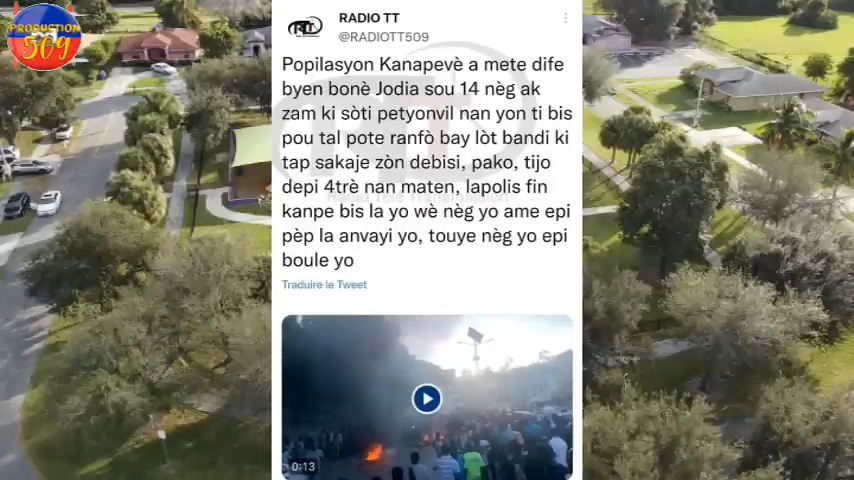 PRODUCTION
509
RADIO TT
@RADIOTT509
Popilasyon Kanapevè a mete dife
byen bonè Jodia sou 14 nèg ak
zam ki sòti petyonvil nan yon ti bis
pou tal pote ranfò bay lòt bandi ki
tap sakaje zòn debisi, pako, tijo
depi 4trè nan maten, lapolis fin
kanpe bis la yo wè nèg yo ame epi
pèp la anvayi yo, touye nèg yo epi
boule yo
Traduire le Tweet
0:13